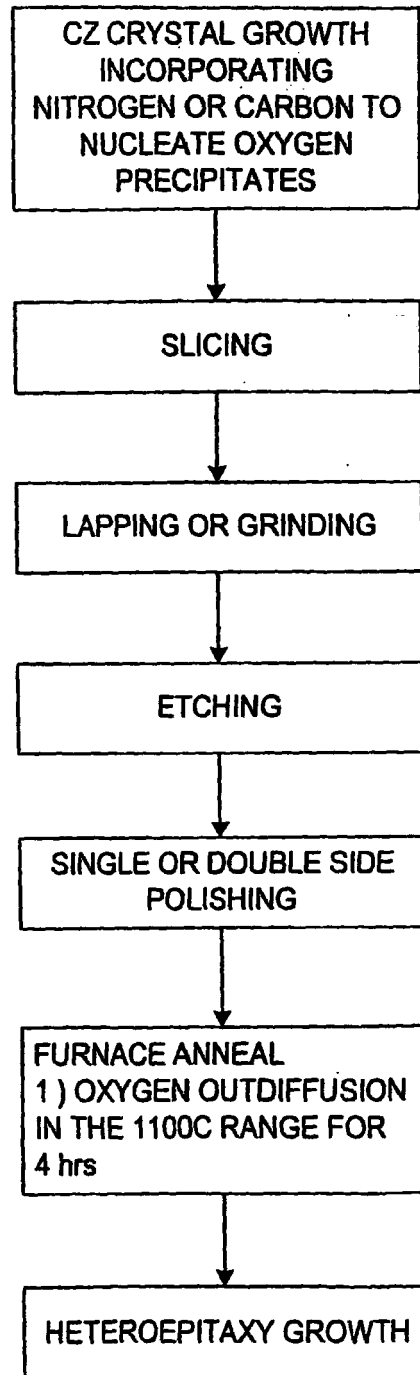 CZ CRYSTAL GROWTH
INCORPORATING
NITROGEN OR CARBON TO
NUCLEATE OXYGEN
PRECIPITATES
SLICING
LAPPING OR GRINDING
ETCHING
SINGLE OR DOUBLE SIDE
POLISHING
FURNACE ANNEAL
1 ) OXYGEN OUTDIFFUSION
IN THE 1100C RANGE FOR
4 hrs
HETEROEPITAXY GROWTH